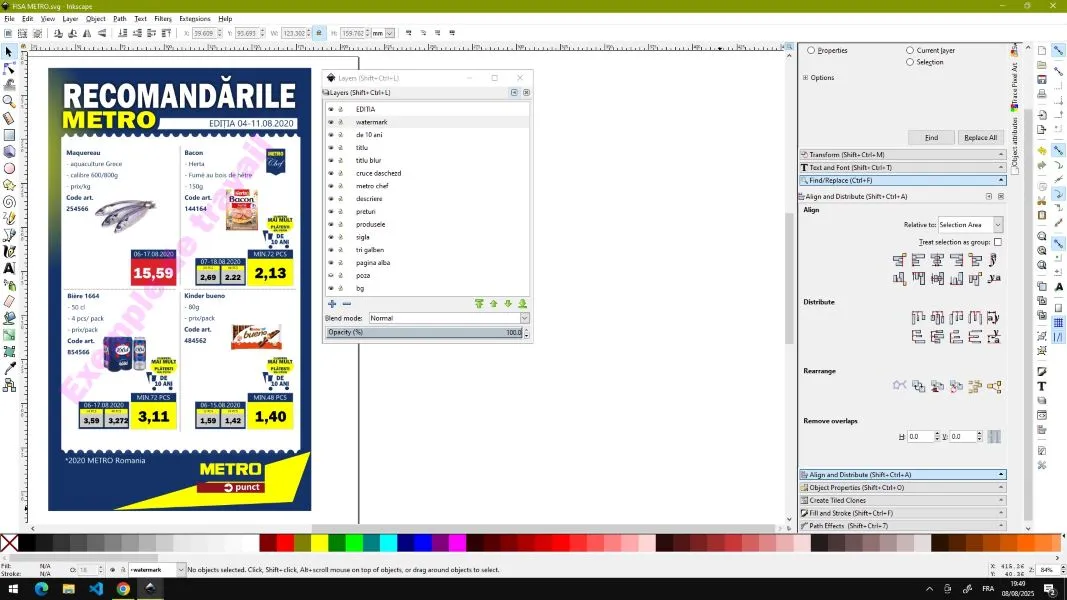 FISA METRO.svg - Inkscape
File Edit View Layer Object Path Text Filters Extensions Help
X: 39.609 Y: 93.693 W: 123.302 H: 159.762 mm
RECOMANDĂRILE
METRO
EDIȚIA 04-11.08.2020
Maquereau
- aquaculture Grece
- calibre 600/800g
- prix/kg
Code art.
254566
06-17.08.2020
15,59
Bacon
- Herta
- Fumé au bois de hêtre
- 150g
Code art.
144164
METRO
Chef
Herta
Bacon
MAI MULT
PLĂTEȘTI
DE
10 ANI
07-18.08.2020
MIN.72 PCS
2,69 2.22 2,13
Bière 1664
- 50 cl
- 4 pcs/ pack
- prix/pack
Code art.
854566
MAI MULT
PLĂTEȘTI
DE
10 ANI
06-17.08.2020
MIN.72 PCS
3,59 3,272 3,11
Kinder bueno
- 80g
- prix/pack
Code art.
484562
bueno
MAI MULT
PLĂTEȘTI
DE
10 ANI
06-15.08.2020
MIN.48 PCS
1,59 1,42 1,40
Exemple de travail
*2020 METRO Romania
METRO
punct
Layers (Shift+Ctrl+L)
Layers (Shift+Ctrl+L)
EDITIA
watermark
de 10 ani
titlu
titlu blur
cruce daschezd
metro chef
descriere
preturi
produsele
sigla
tri galben
pagina alba
poza
bg
Blend mode: Normal
Opacity (%) 100.0
Properties
Current layer
Selection
Options
Find Replace All
Trace Pixel Art
Object attributes
Transform (Shift+Ctrl+M)
Text and Font (Shift+Ctrl+T)
Find/Replace (Ctrl+F)
Align and Distribute (Shift+Ctrl+A)
Align
Relative to: Selection Area
Treat selection as group:
Distribute
Rearrange
Remove overlaps
H: 0.0 V: 0.0
Align and Distribute (Shift+Ctrl+A)
Object Properties (Shift+Ctrl+O)
Create Tiled Clones
Fill and Stroke (Shift+Ctrl+F)
Path Effects (Shift+Ctrl+7)
Fill: N/A
Stroke: N/A
O: 18
•watermark
No objects selected. Click, Shift+click, Alt+scroll mouse on top of objects, or drag around objects to select.
X: 415.26
Y: 40.36
Z: 84%
FRA
19:49
08/08/2025